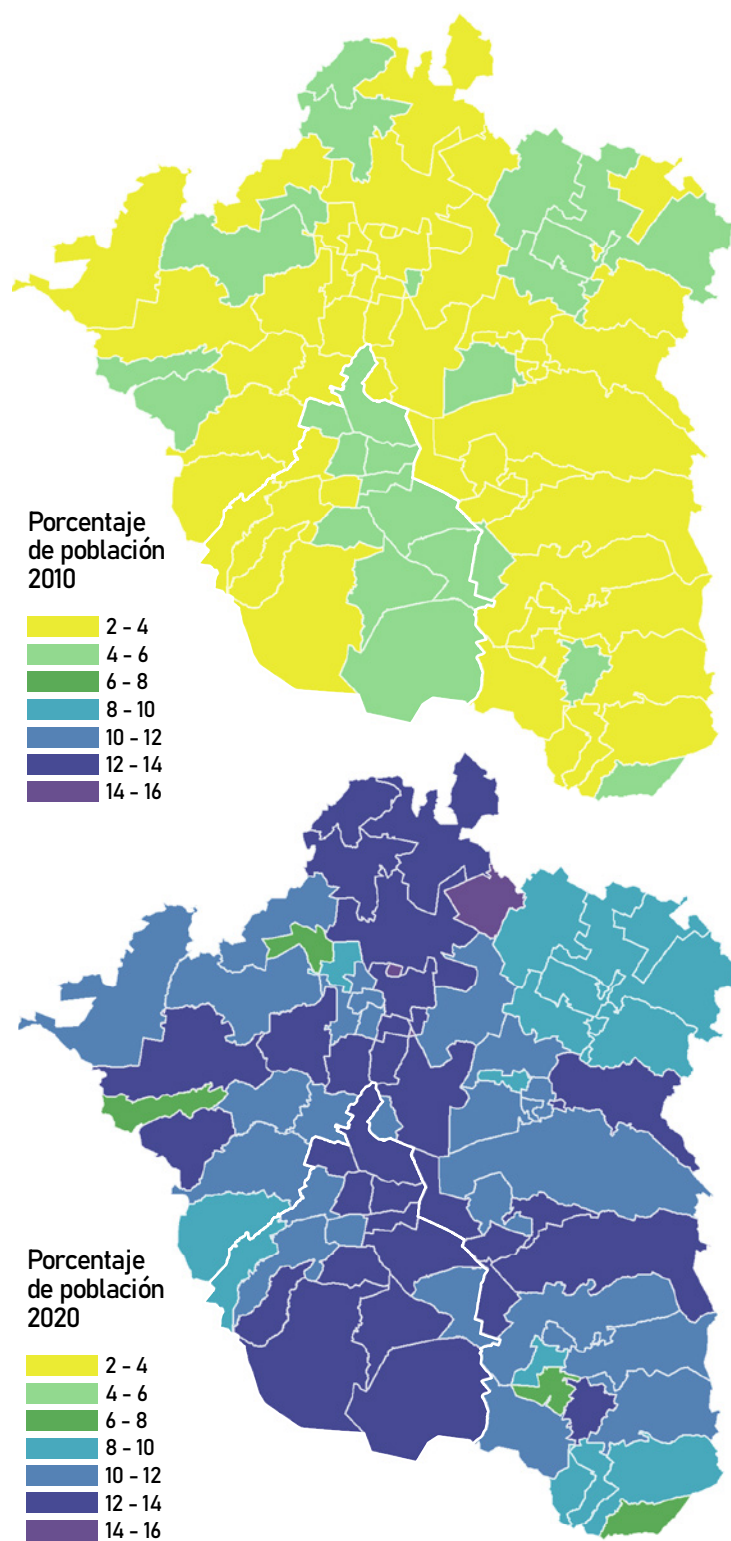 Porcentaje
de población
2010
2 - 4
4 - 6
6 - 8
8 - 10
10 - 12
12 - 14
14 - 16
Porcentaje
de población
2020
2 - 4
4 - 6
6 - 8
8 - 10
10 - 12
12 - 14
14 - 16